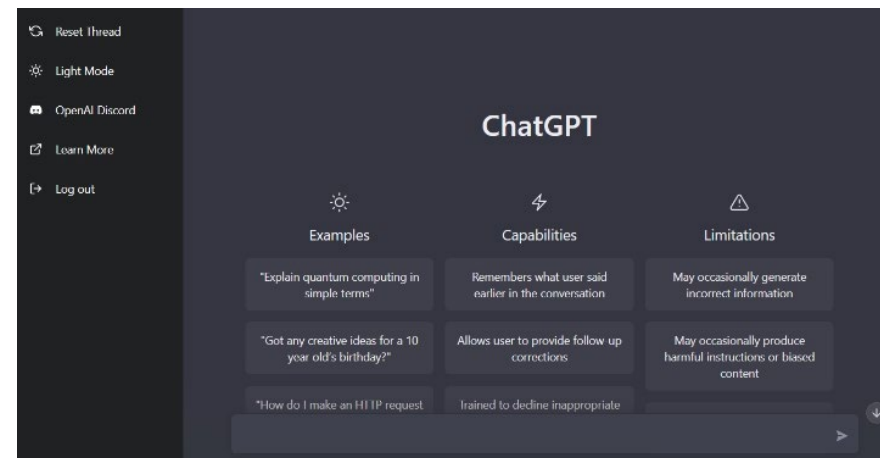 Reset Thread
Light Mode
OpenAI Discord
Learn More
Log out
ChatGPT
Examples
"Explain quantum computing in
simple terms"
"Got any creative ideas for a 10
year old's birthday?"
"How do I make an HTTP request
Capabilities
Remembers what user said
earlier in the conversation
Allows user to provide follow up
corrections
Trained to decline inappropriate
Limitations
May occasionally generate
incorrect information
May occasionally produce
harmful instructions or biased
content